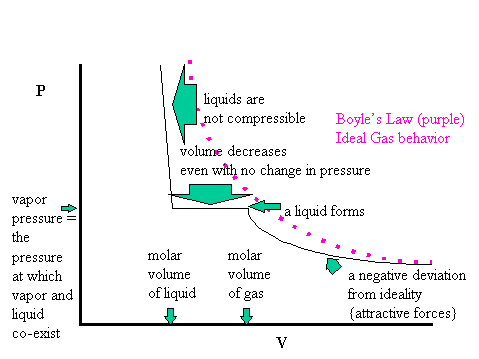 P
liquids are
not compressible
Boyle's Law (purple)
Ideal Gas behavior
volume decreases
even with no change in pressure
vapor
pressure =
the
pressure
at which
vapor and
liquid
co-exist
a liquid forms
molar
volume
of liquid
molar
volume
of gas
a negative deviation
from ideality
{attractive forces}
V